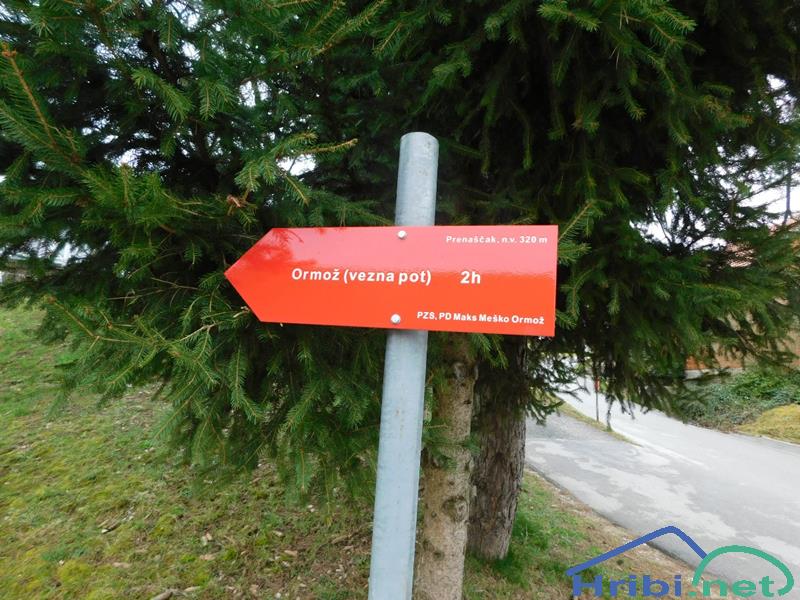 Prenaščak, n.v. 320 m
Ormož (vezna pot) 2h
PZS, PD Maks Meško Ormož
Hribi.net